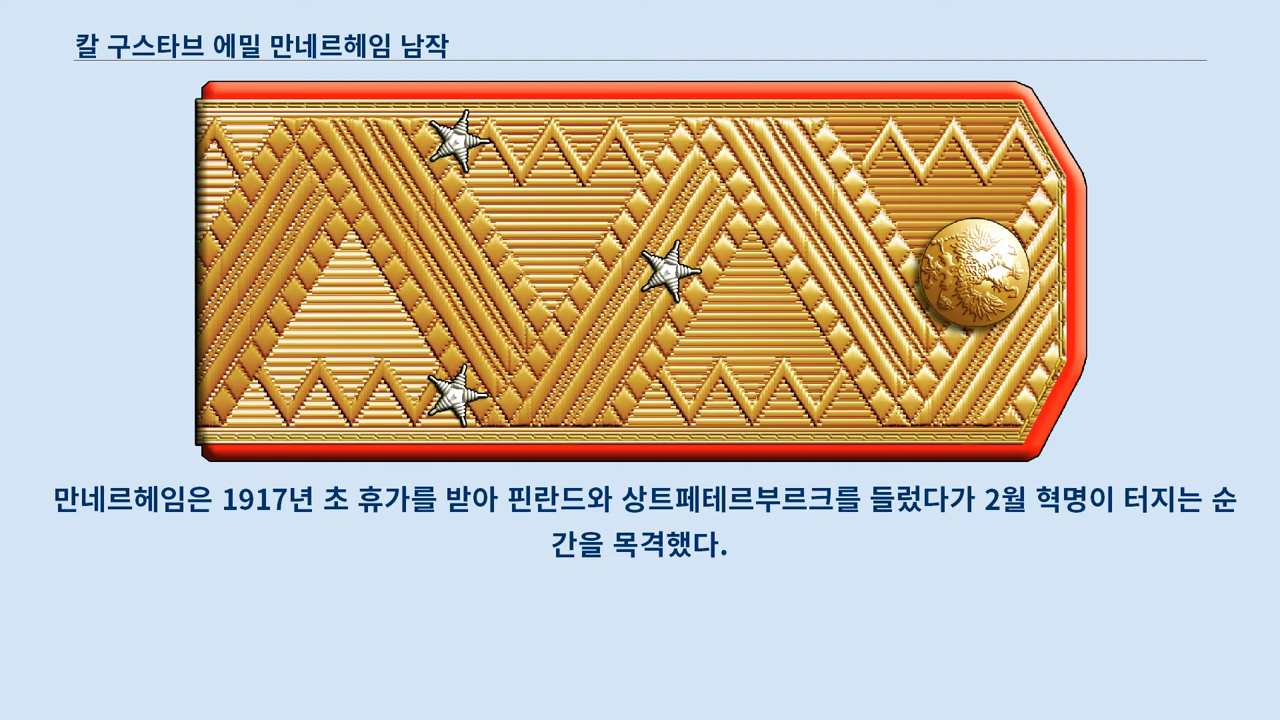 칼 구스타브 에밀 만네르헤임 남작
만네르헤임은 1917년 초 휴가를 받아 핀란드와 상트페테르부르크를 들렀다가 2월 혁명이 터지는 순
간을 목격했다.